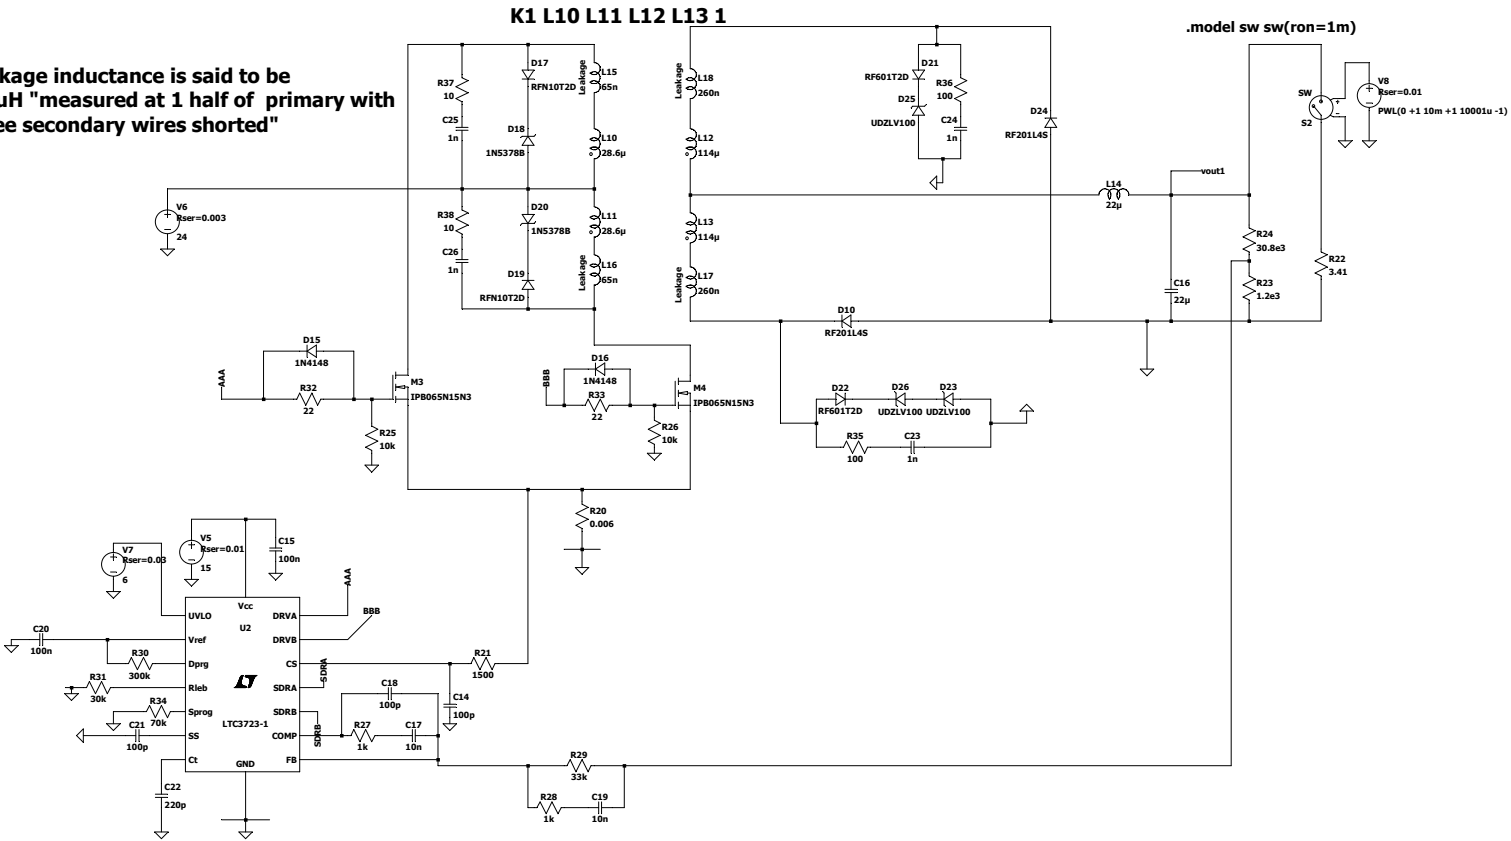 K1 L10 L11 L12 L13 1
.model sw sw(ron=1m)
kage inductance is said to be
µH "measured at 1 half of primary with
ee secondary wires shorted"
D17
RFN10T2D
R37
10
C25
1n
D18
1N5378B
Leakage
L15
65n
L10
28.6µ
Leakage
L18
260n
L12
114µ
D21
RF601T2D
D25
UDZLV100
R36
100
C24
1n
D24
RF201L4S
SW
S2
V8
Rser=0.01
PWL(0 +1 10m +1 10001u -1)
V6
Rser=0.003
24
R38
10
C26
1n
D20
1N5378B
D19
RFN10T2D
L11
28.6µ
Leakage
L16
65n
L13
114µ
Leakage
L17
260n
L14
22µ
vout1
R24
30.8e3
R23
1.2e3
C16
22µ
R22
3.41
D10
RF201L4S
AAA
D15
1N4148
R32
22
R25
10k
M3
IPB065N15N3
BBB
D16
1N4148
R33
22
R26
10k
M4
IPB065N15N3
D22
RF601T2D
D26
UDZLV100
D23
UDZLV100
R35
100
C23
1n
R20
0.006
V7
Rser=0.03
6
V5
Rser=0.01
15
C15
100n
AAA
BBB
C20
100n
R30
300k
R31
30k
R34
70k
C21
100p
C22
220p
Vcc
U2
UVLO
Vref
Dprg
Rleb
Sprog
SS
Ct
GND
LTC3723-1
DRVA
DRVB
CS
SDRA
SDRB
COMP
FB
SDRA
SDRB
R21
1500
C14
100p
C18
100p
R27
1k
C17
10n
R29
33k
R28
1k
C19
10n